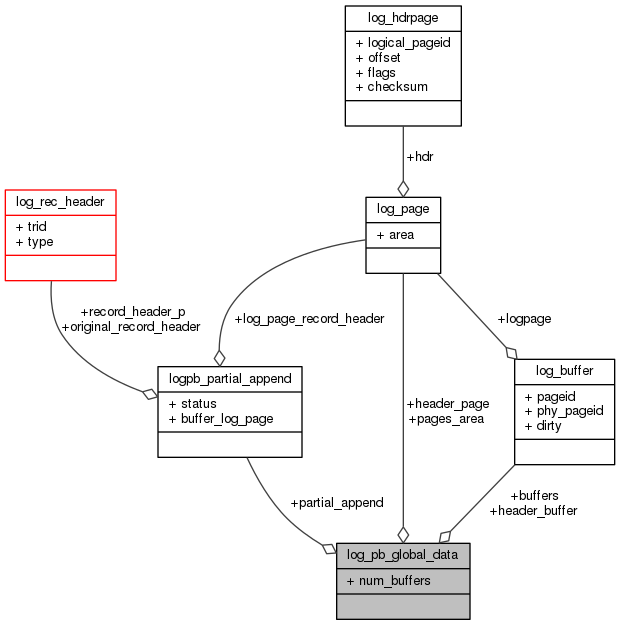 log_hdrpage
+ logical_pageid
+ offset
+ flags
+ checksum
+hdr
log_rec_header
+ trid
+ type
log_page
+ area
+record_header_p
+original_record_header
+log_page_record_header
+logpage
logpb_partial_append
+ status
+ buffer_log_page
log_buffer
+ pageid
+ phy_pageid
+ dirty
+header_page
+pages_area
+partial_append
+buffers
+header_buffer
log_pb_global_data
+ num_buffers